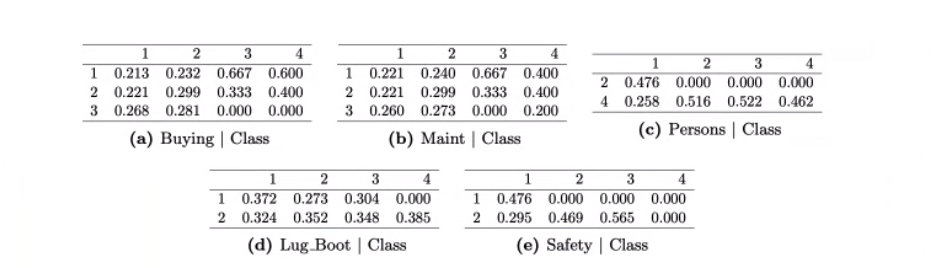 1 2 3 4
1 0.213 0.232 0.667 0.600
2 0.221 0.299 0.333 0.400
3 0.268 0.281 0.000 0.000
(a) Buying | Class
1 2 3 4
1 0.221 0.240 0.667 0.400
2 0.221 0.299 0.333 0.400
3 0.260 0.273 0.000 0.200
(b) Maint | Class
1 2 3 4
2 0.476 0.000 0.000 0.000
4 0.258 0.516 0.522 0.462
(c) Persons | Class
1 2 3 4
1 0.372 0.273 0.304 0.000
2 0.324 0.352 0.348 0.385
(d) Lug_Boot | Class
1 2 3 4
1 0.476 0.000 0.000 0.000
2 0.295 0.469 0.565 0.000
(e) Safety | Class